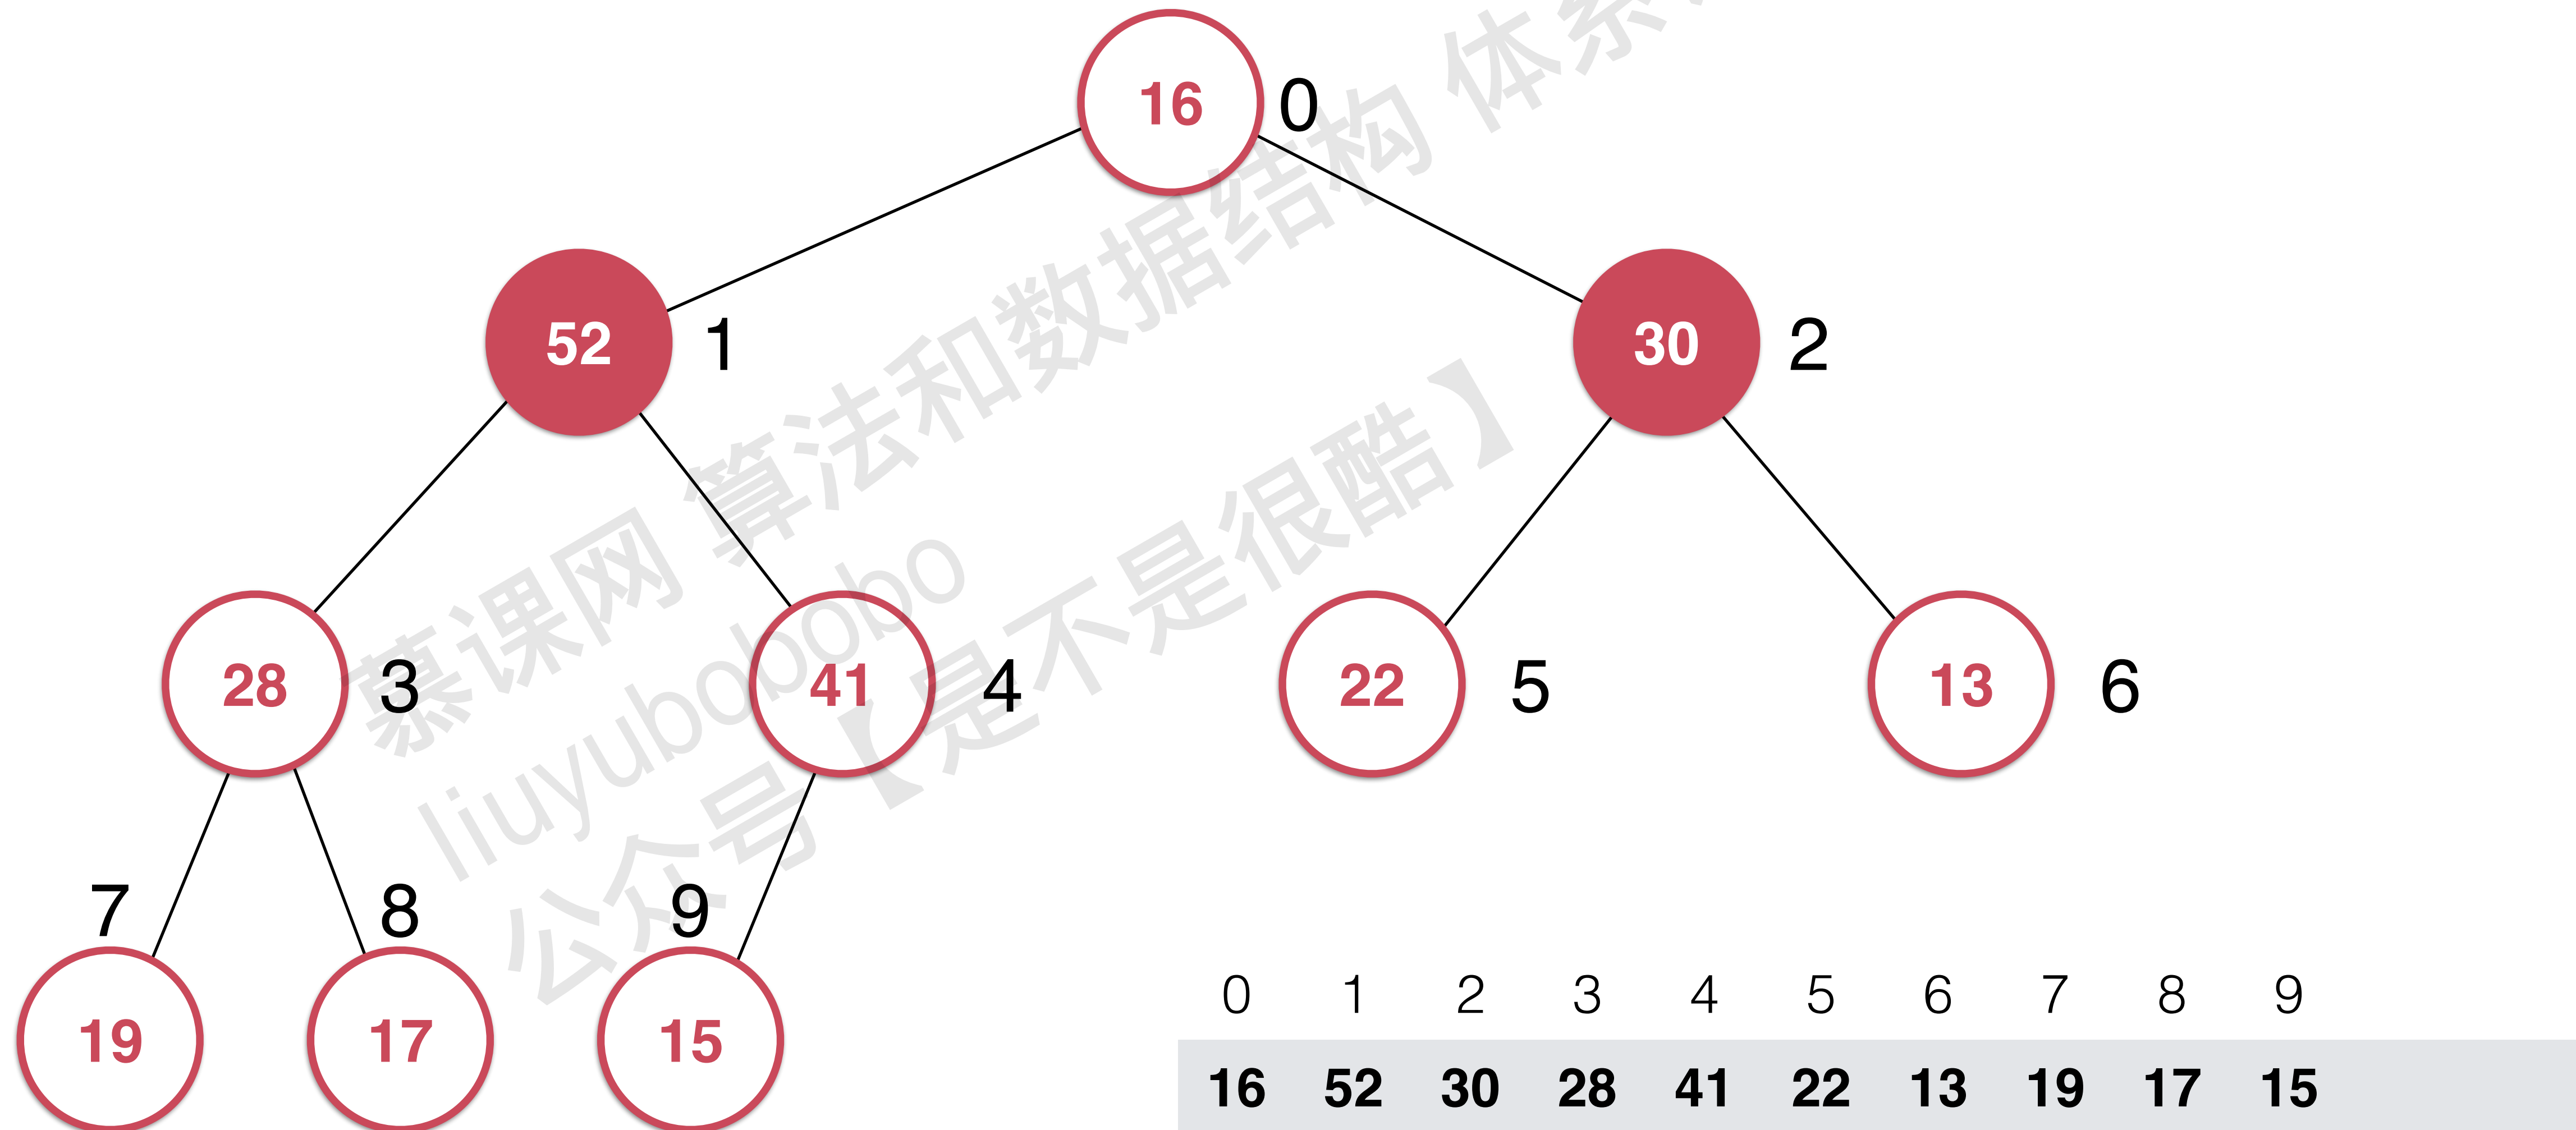 16 0
52 1 30 2
28 3 41 4 22 5 13 6
7 8 9
19 17 15
0 1 2 3 4 5 6 7 8 9
16 52 30 28 41 22 13 19 17 15
慕课网 算法和数据结构 体系
liuyubobobo
公众号【是不是很酷】